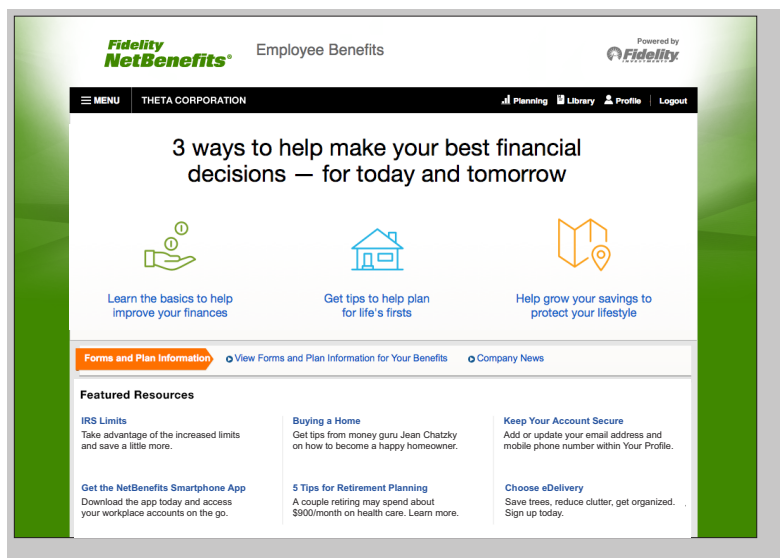 Fidelity
NetBenefits®
Employee Benefits
Powered by
Fidelity
INVESTMENTS
MENU
THETA CORPORATION
Planning
Library
Profile
Logout
3 ways to help make your best financial
decisions — for today and tomorrow
Learn the basics to help
improve your finances
Get tips to help plan
for life's firsts
Help grow your savings to
protect your lifestyle
Forms and Plan Information
View Forms and Plan Information for Your Benefits
Company News
Featured Resources
IRS Limits
Take advantage of the increased limits
and save a little more.
Buying a Home
Get tips from money guru Jean Chatzky
on how to become a happy homeowner.
Keep Your Account Secure
Add or update your email address and
mobile phone number within Your Profile.
Get the NetBenefits Smartphone App
Download the app today and access
your workplace accounts on the go.
5 Tips for Retirement Planning
A couple retiring may spend about
$900/month on health care. Learn more.
Choose eDelivery
Save trees, reduce clutter, get organized.
Sign up today.